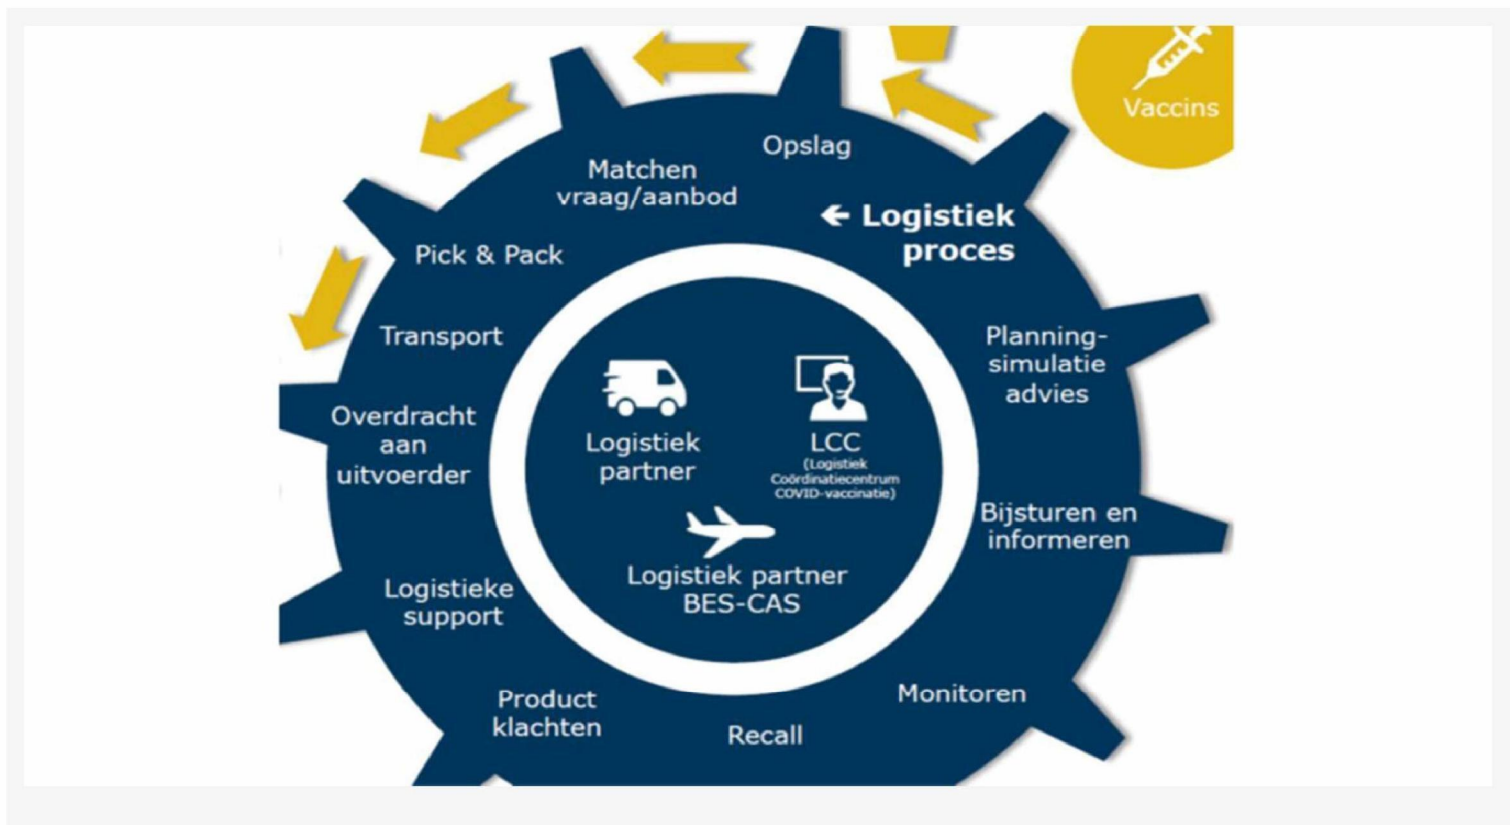 Vaccins
← Logistiek
proces
Opslag
Matchen
vraag/aanbod
Pick & Pack
Transport
Overdracht
aan
uitvoerder
Logistieke
support
Product
klachten
Recall
Monitoren
Bijsturen en
informeren
Planning-
simulatie
advies
Logistiek
partner
LCC
(Logistiek
Coördinatiecentrum
COVID-vaccinatie)
Logistiek partner
BES-CAS